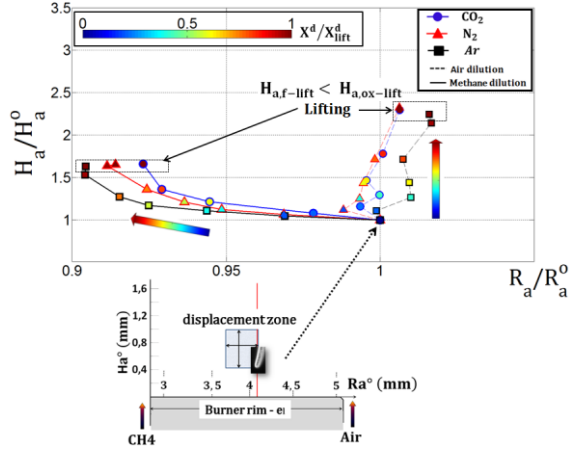 3.5
3
2.5
2
1.5
1
0.9
0.95
1
H_a/H_a^o
R_a/R_a^o
0 0.5 1
X^d/X^d_lift
CO₂
N₂
Ar
Air dilution
Methane dilution
H_a,f-lift < H_a,ox-lift
Lifting
1,6
1,2
0,8
0,4
Ha° (mm)
displacement zone
3 3,5 4 4,5 5
Ra° (mm)
Burner rim - e
CH4
Air